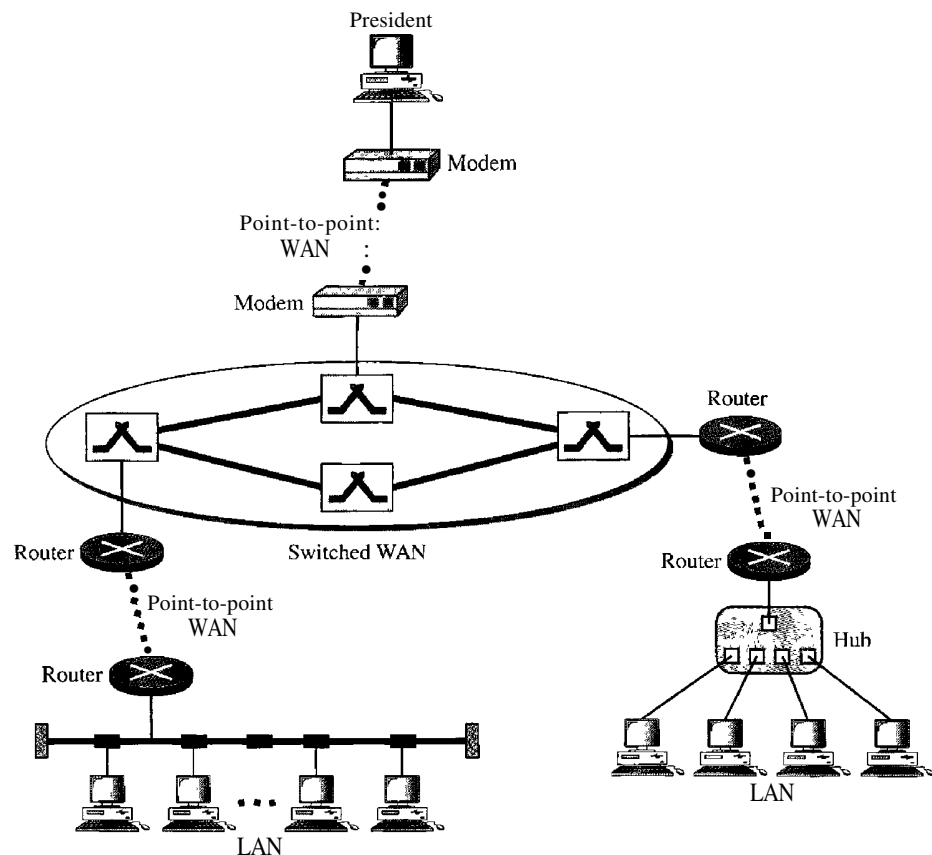 President
Modem
Point-to-point:
WAN
Modem
Router
Point-to-point
WAN
Switched WAN
Router
Router
Point-to-point
WAN
Hub
Router
LAN
LAN